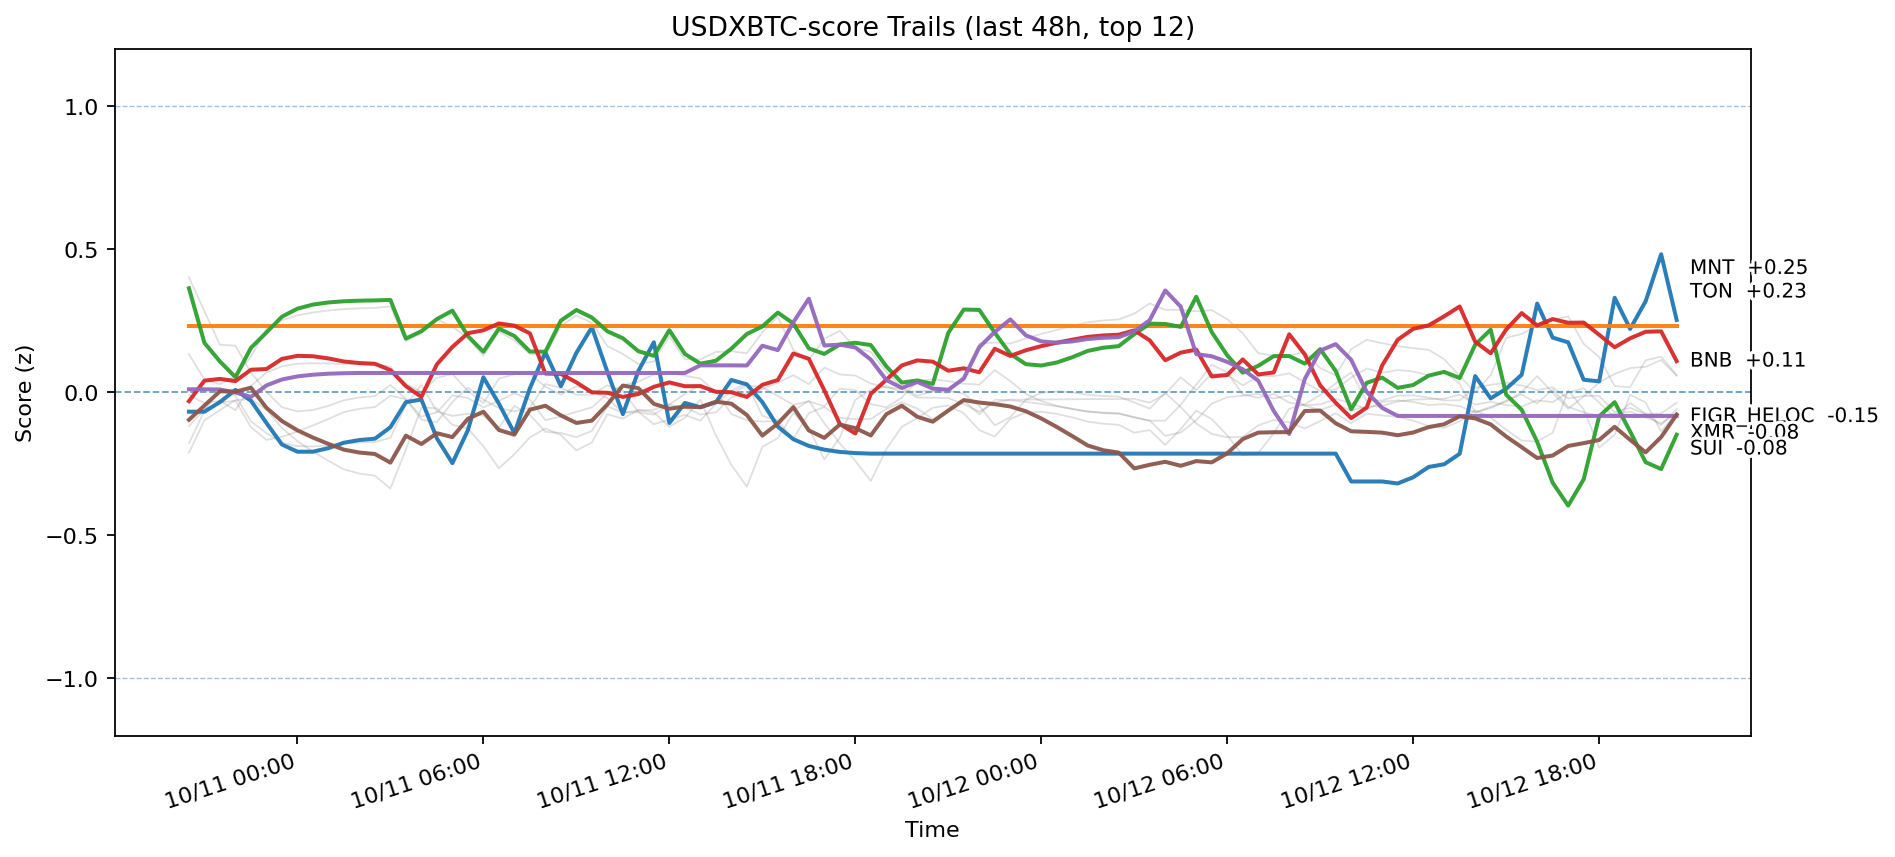 USDXBTC-score Trails (last 48h, top 12)
Score (z)
1.0
0.5
0.0
−0.5
−1.0
MNT +0.25
TON +0.23
BNB +0.11
FIGR_HELOC -0.15
XMR -0.08
SUI -0.08
10/11 00:00
10/11 06:00
10/11 12:00
10/11 18:00
10/12 00:00
10/12 06:00
10/12 12:00
10/12 18:00
Time